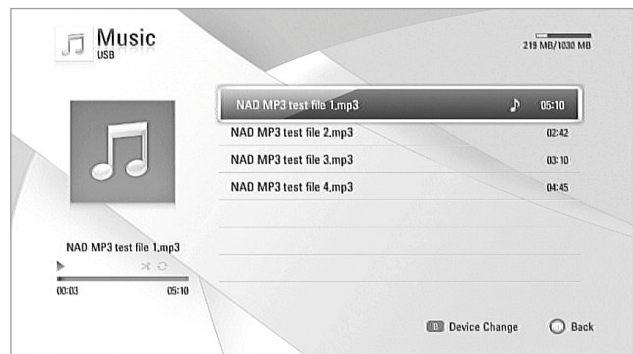 Music
USB
219 MB/1030 MB
NAD MP3 test file 1.mp3 05:10
NAD MP3 test file 2.mp3 02:42
NAD MP3 test file 3.mp3 03:10
NAD MP3 test file 4.mp3 04:45
NAD MP3 test file 1.mp3
00:03 05:10
B Device Change Back